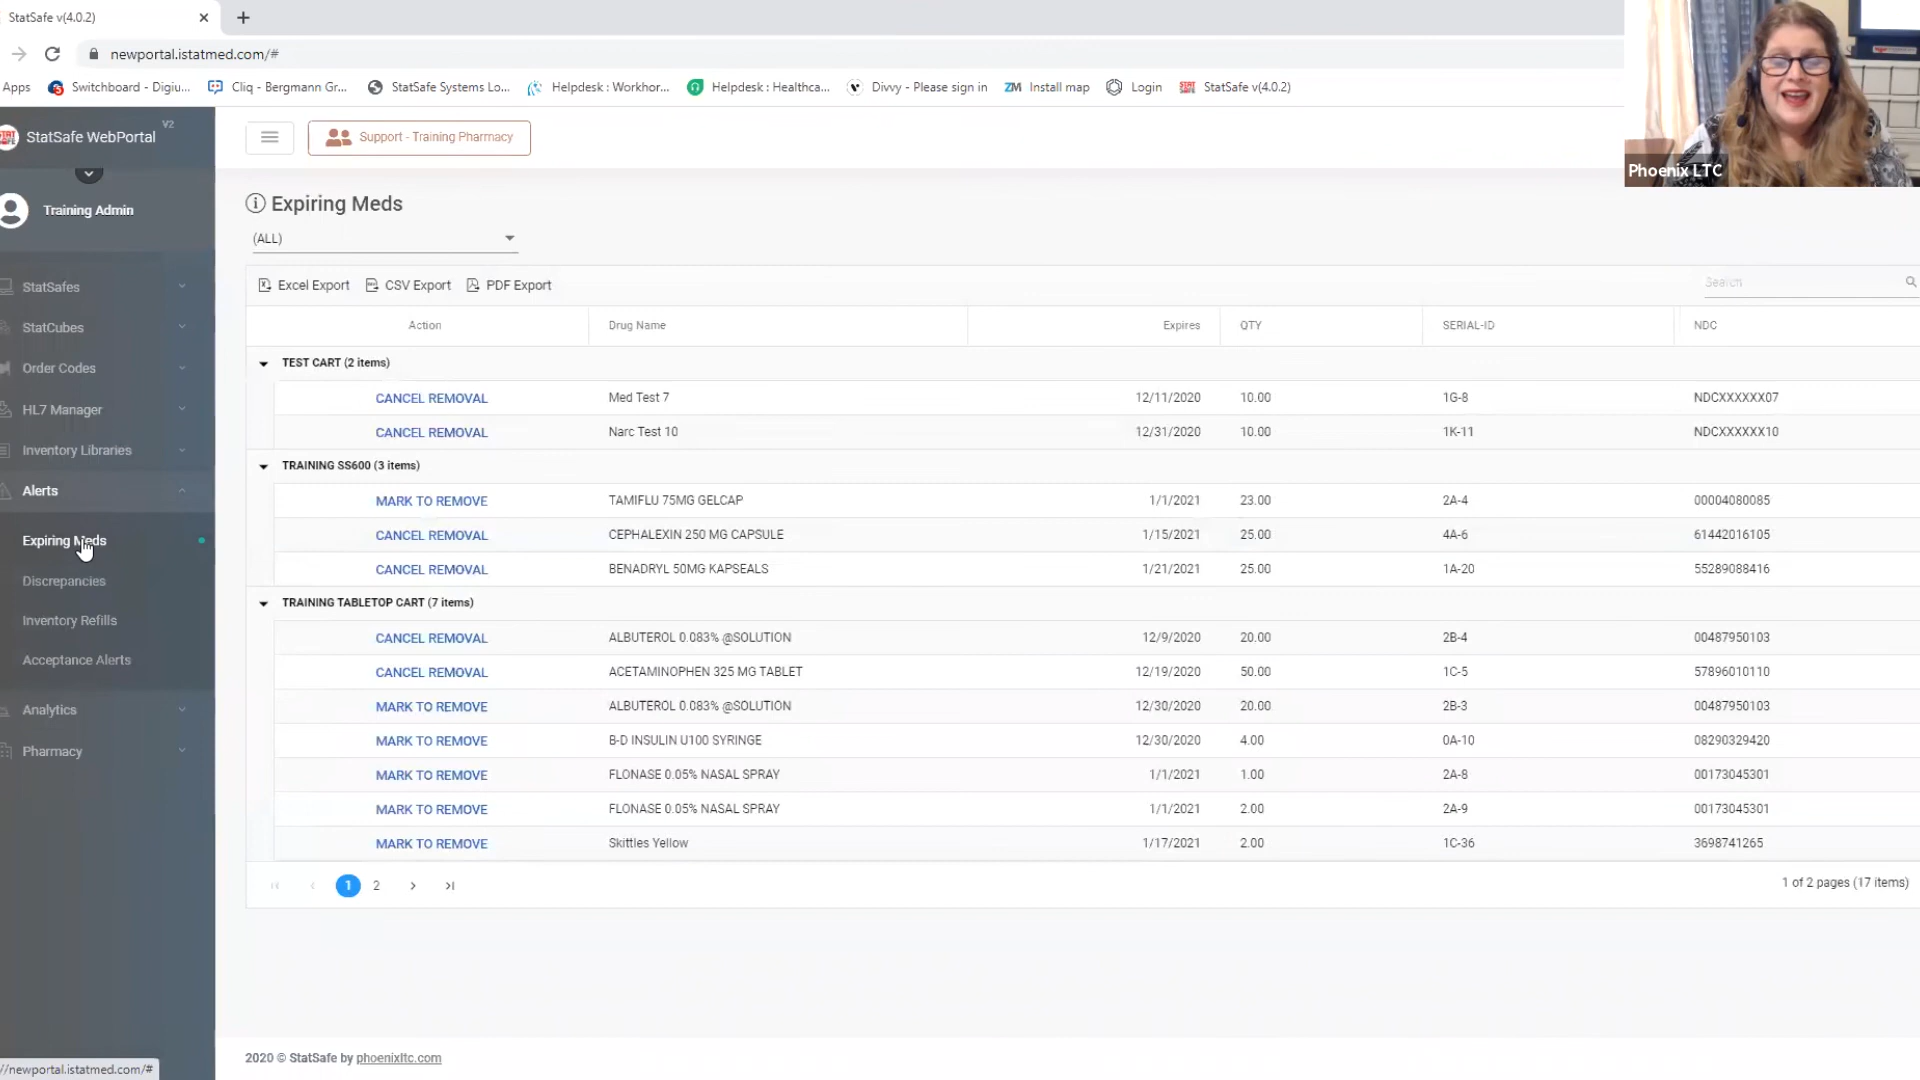 StatSafe v(4.0.2)
newportal.istatmed.com/#
Apps Switchboard - Digiu... Cliq - Bergmann Gr... StatSafe Systems Lo... Helpdesk : Workhor... Helpdesk : Healthca... Divvy - Please sign in ZM Install map Login StatSafe v(4.0.2)
StatSafe WebPortal V2
Support - Training Pharmacy
Phoenix LTC
Training Admin
StatSafes
StatCubes
Order Codes
HL7 Manager
Inventory Libraries
Alerts
Expiring Meds
Discrepancies
Inventory Refills
Acceptance Alerts
Analytics
Pharmacy
Expiring Meds
(ALL)
Excel Export CSV Export PDF Export Search
Action Drug Name Expires QTY SERIAL-ID NDC
TEST CART (2 items)
CANCEL REMOVAL Med Test 7 12/11/2020 10.00 1G-8 NDCXXXXXX07
CANCEL REMOVAL Narc Test 10 12/31/2020 10.00 1K-11 NDCXXXXXX10
TRAINING SS600 (3 items)
MARK TO REMOVE TAMIFLU 75MG GELCAP 1/1/2021 23.00 2A-4 00004080085
CANCEL REMOVAL CEPHALEXIN 250 MG CAPSULE 1/15/2021 25.00 4A-6 61442016105
CANCEL REMOVAL BENADRYL 50MG KAPSEALS 1/21/2021 25.00 1A-20 55289088416
TRAINING TABLETOP CART (7 items)
CANCEL REMOVAL ALBUTEROL 0.083% @SOLUTION 12/9/2020 20.00 2B-4 00487950103
CANCEL REMOVAL ACETAMINOPHEN 325 MG TABLET 12/19/2020 50.00 1C-5 57896010110
MARK TO REMOVE ALBUTEROL 0.083% @SOLUTION 12/30/2020 20.00 2B-3 00487950103
MARK TO REMOVE B-D INSULIN U100 SYRINGE 12/30/2020 4.00 0A-10 08290329420
MARK TO REMOVE FLONASE 0.05% NASAL SPRAY 1/1/2021 1.00 2A-8 00173045301
MARK TO REMOVE FLONASE 0.05% NASAL SPRAY 1/1/2021 2.00 2A-9 00173045301
MARK TO REMOVE Skittles Yellow 1/17/2021 2.00 1C-36 3698741265
1 2 1 of 2 pages (17 items)
2020 © StatSafe by phoenixltc.com
//newportal.istatmed.com/#